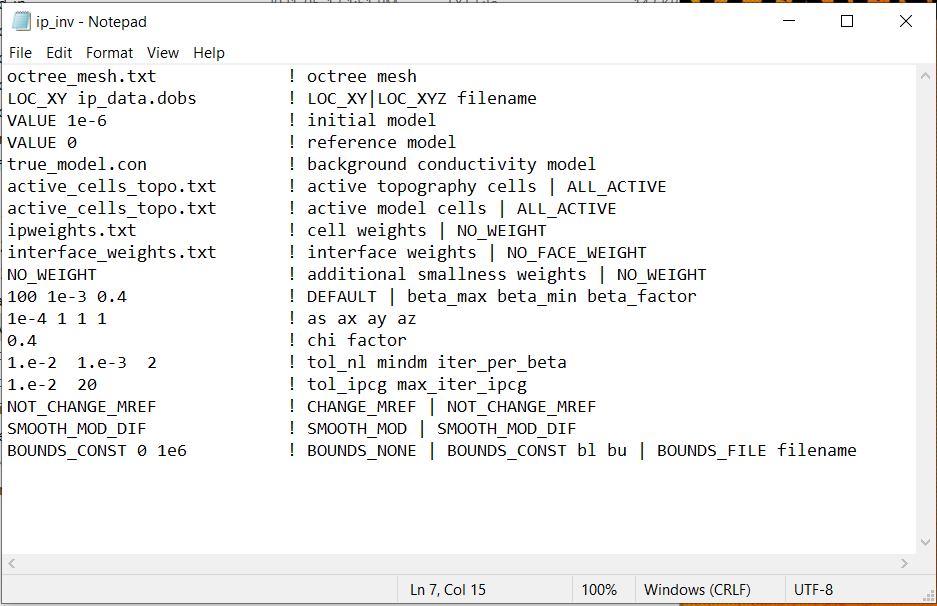 ip_inv - Notepad
File Edit Format View Help
octree_mesh.txt ! octree mesh
LOC_XY ip_data.dobs ! LOC_XY|LOC_XYZ filename
VALUE 1e-6 ! initial model
VALUE 0 ! reference model
true_model.con ! background conductivity model
active_cells_topo.txt ! active topography cells | ALL_ACTIVE
active_cells_topo.txt ! active model cells | ALL_ACTIVE
ipweights.txt ! cell weights | NO_WEIGHT
interface_weights.txt ! interface weights | NO_FACE_WEIGHT
NO_WEIGHT ! additional smallness weights | NO_WEIGHT
100 1e-3 0.4 ! DEFAULT | beta_max beta_min beta_factor
1e-4 1 1 1 ! as ax ay az
0.4 ! chi factor
1.e-2 1.e-3 2 ! tol_nl mindm iter_per_beta
1.e-2 20 ! tol_ipcg max_iter_ipcg
NOT_CHANGE_MREF ! CHANGE_MREF | NOT_CHANGE_MREF
SMOOTH_MOD_DIF ! SMOOTH_MOD | SMOOTH_MOD_DIF
BOUNDS_CONST 0 1e6 ! BOUNDS_NONE | BOUNDS_CONST bl bu | BOUNDS_FILE filename
Ln 7, Col 15 100% Windows (CRLF) UTF-8